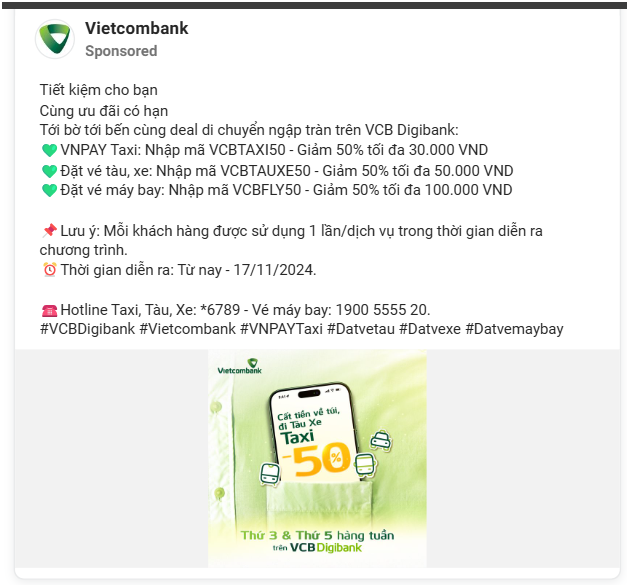 Vietcombank
Sponsored
Tiết kiệm cho bạn
Cùng ưu đãi có hạn
Tới bờ tới bến cùng deal di chuyển ngập tràn trên VCB Digibank:
💚VNPAY Taxi: Nhập mã VCBTAXI50 - Giảm 50% tối đa 30.000 VND
💚Đặt vé tàu, xe: Nhập mã VCBTAUXE50 - Giảm 50% tối đa 50.000 VND
💚Đặt vé máy bay: Nhập mã VCBFLY50 - Giảm 50% tối đa 100.000 VND
📌Lưu ý: Mỗi khách hàng được sử dụng 1 lần/dịch vụ trong thời gian diễn ra
chương trình.
⏰Thời gian diễn ra: Từ nay - 17/11/2024.
☎️Hotline Taxi, Tàu, Xe: *6789 - Vé máy bay: 1900 5555 20.
#VCBDigibank #Vietcombank #VNPAYTaxi #Datvetau #Datvexe #Datvemaybay
Vietcombank
Cất tiền về túi,
đi Tàu Xe
Taxi
-50%
Thứ 3 & Thứ 5 hàng tuần
trên VCB Digibank